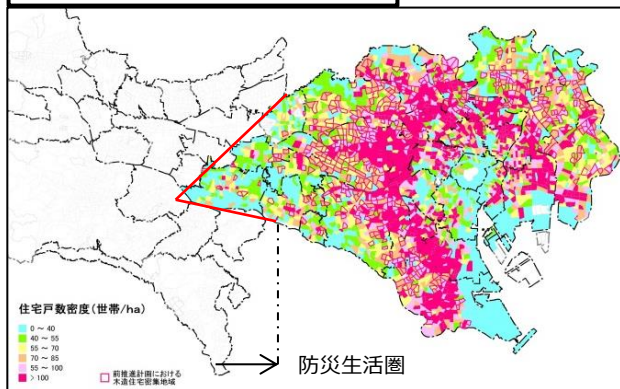 住宅戸数密度(世帯/ha)
0 ~ 40
40 ~ 55
55 ~ 70
70 ~ 85
55 ~ 100
> 100
前推進計画における
木造住宅密集地域
防災生活圏